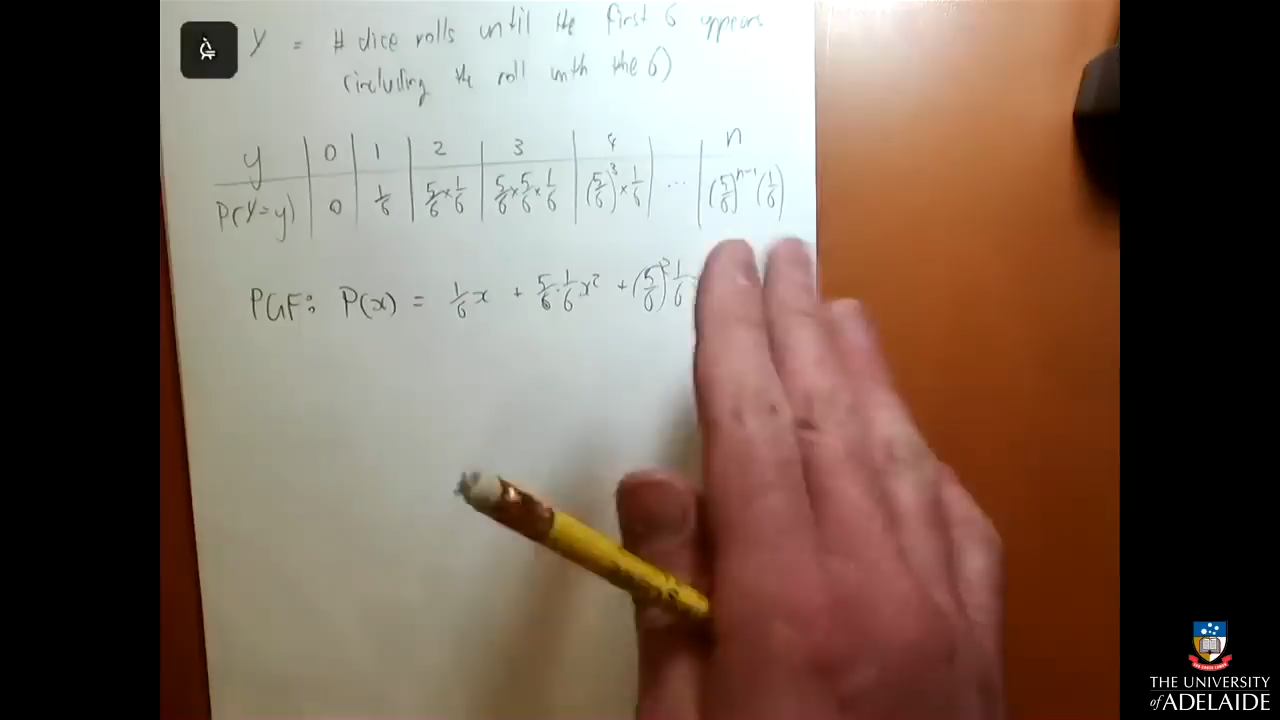 Y = # dice rolls until the first 6 appears
(including the roll with the 6)
y | 0 | 1 | 2 | 3 | 4 | | n
P(Y=y) | 0 | 1/6 | 5/6 × 1/6 | 5/6 × 5/6 × 1/6 | (5/6)^3 × 1/6 | ... | (5/6)^{n-1} (1/6)
PGF: P(x) = 1/6 x + 5/6 · 1/6 x^2 + (5/6)^2 1/6
THE UNIVERSITY
of ADELAIDE